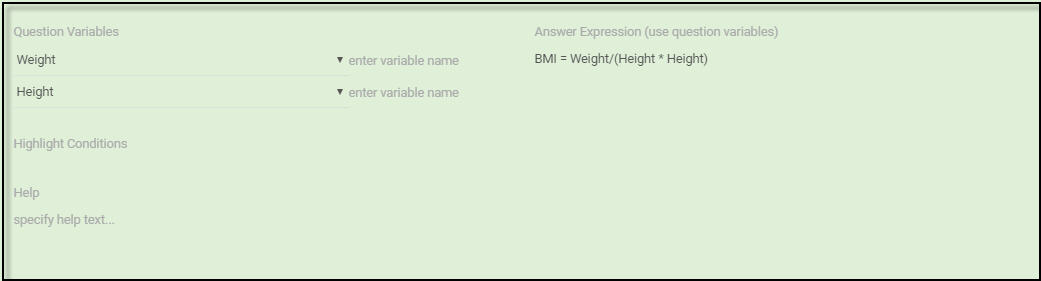 Question Variables
Weight ▼ enter variable name
Height ▼ enter variable name
Highlight Conditions
Help
specify help text...
Answer Expression (use question variables)
BMI = Weight/(Height * Height)